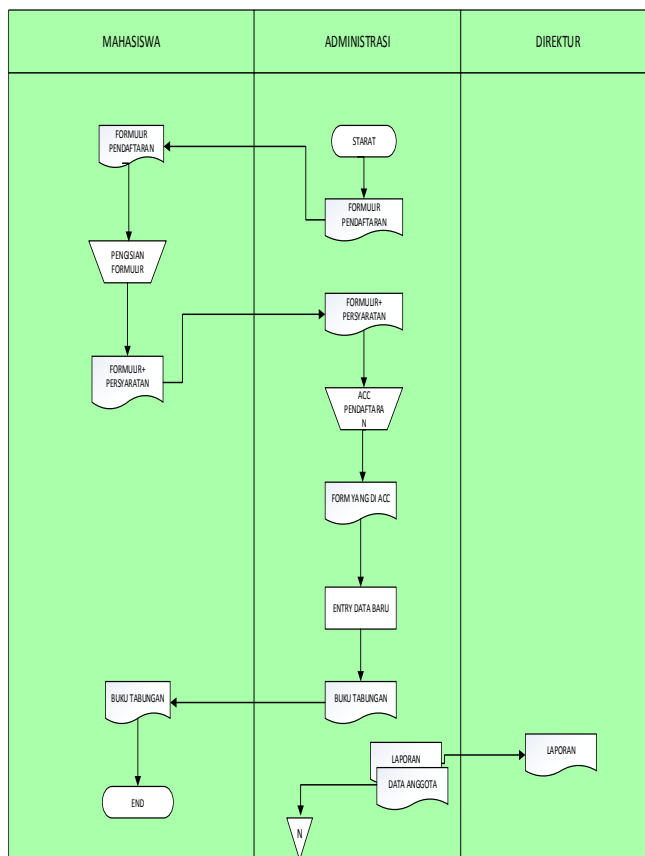 MAHASISWA
ADMINISTRASI
DIREKTUR
FORMULIR
PENDAFTARAN
STARAT
FORMULIR
PENDAFTARAN
PENGISIAN
FORMULIR
FORMULIR+
PERSYARATAN
FORMULIR+
PERSYARATAN
ACC
PENDAFTARA
N
FORM YANG DI ACC
ENTRY DATA BARU
BUKU TABUNGAN
BUKU TABUNGAN
LAPORAN
LAPORAN
DATA ANGGOTA
END
N